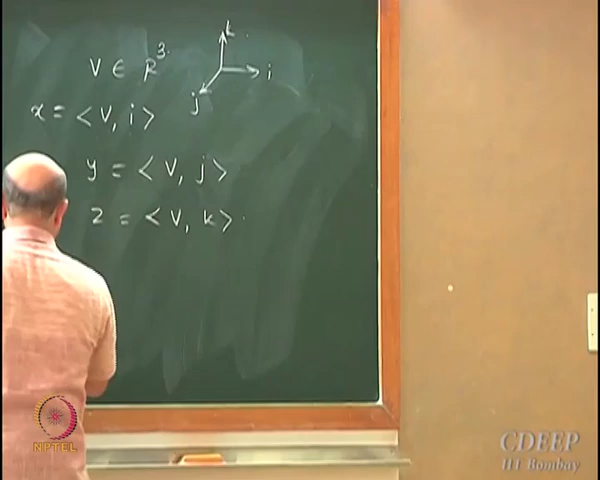 k
V ∈ R³.
i
j
x = < V, i >
y = < V, j >
z = < V, k >.
NPTEL
CDEEP
IIT Bombay